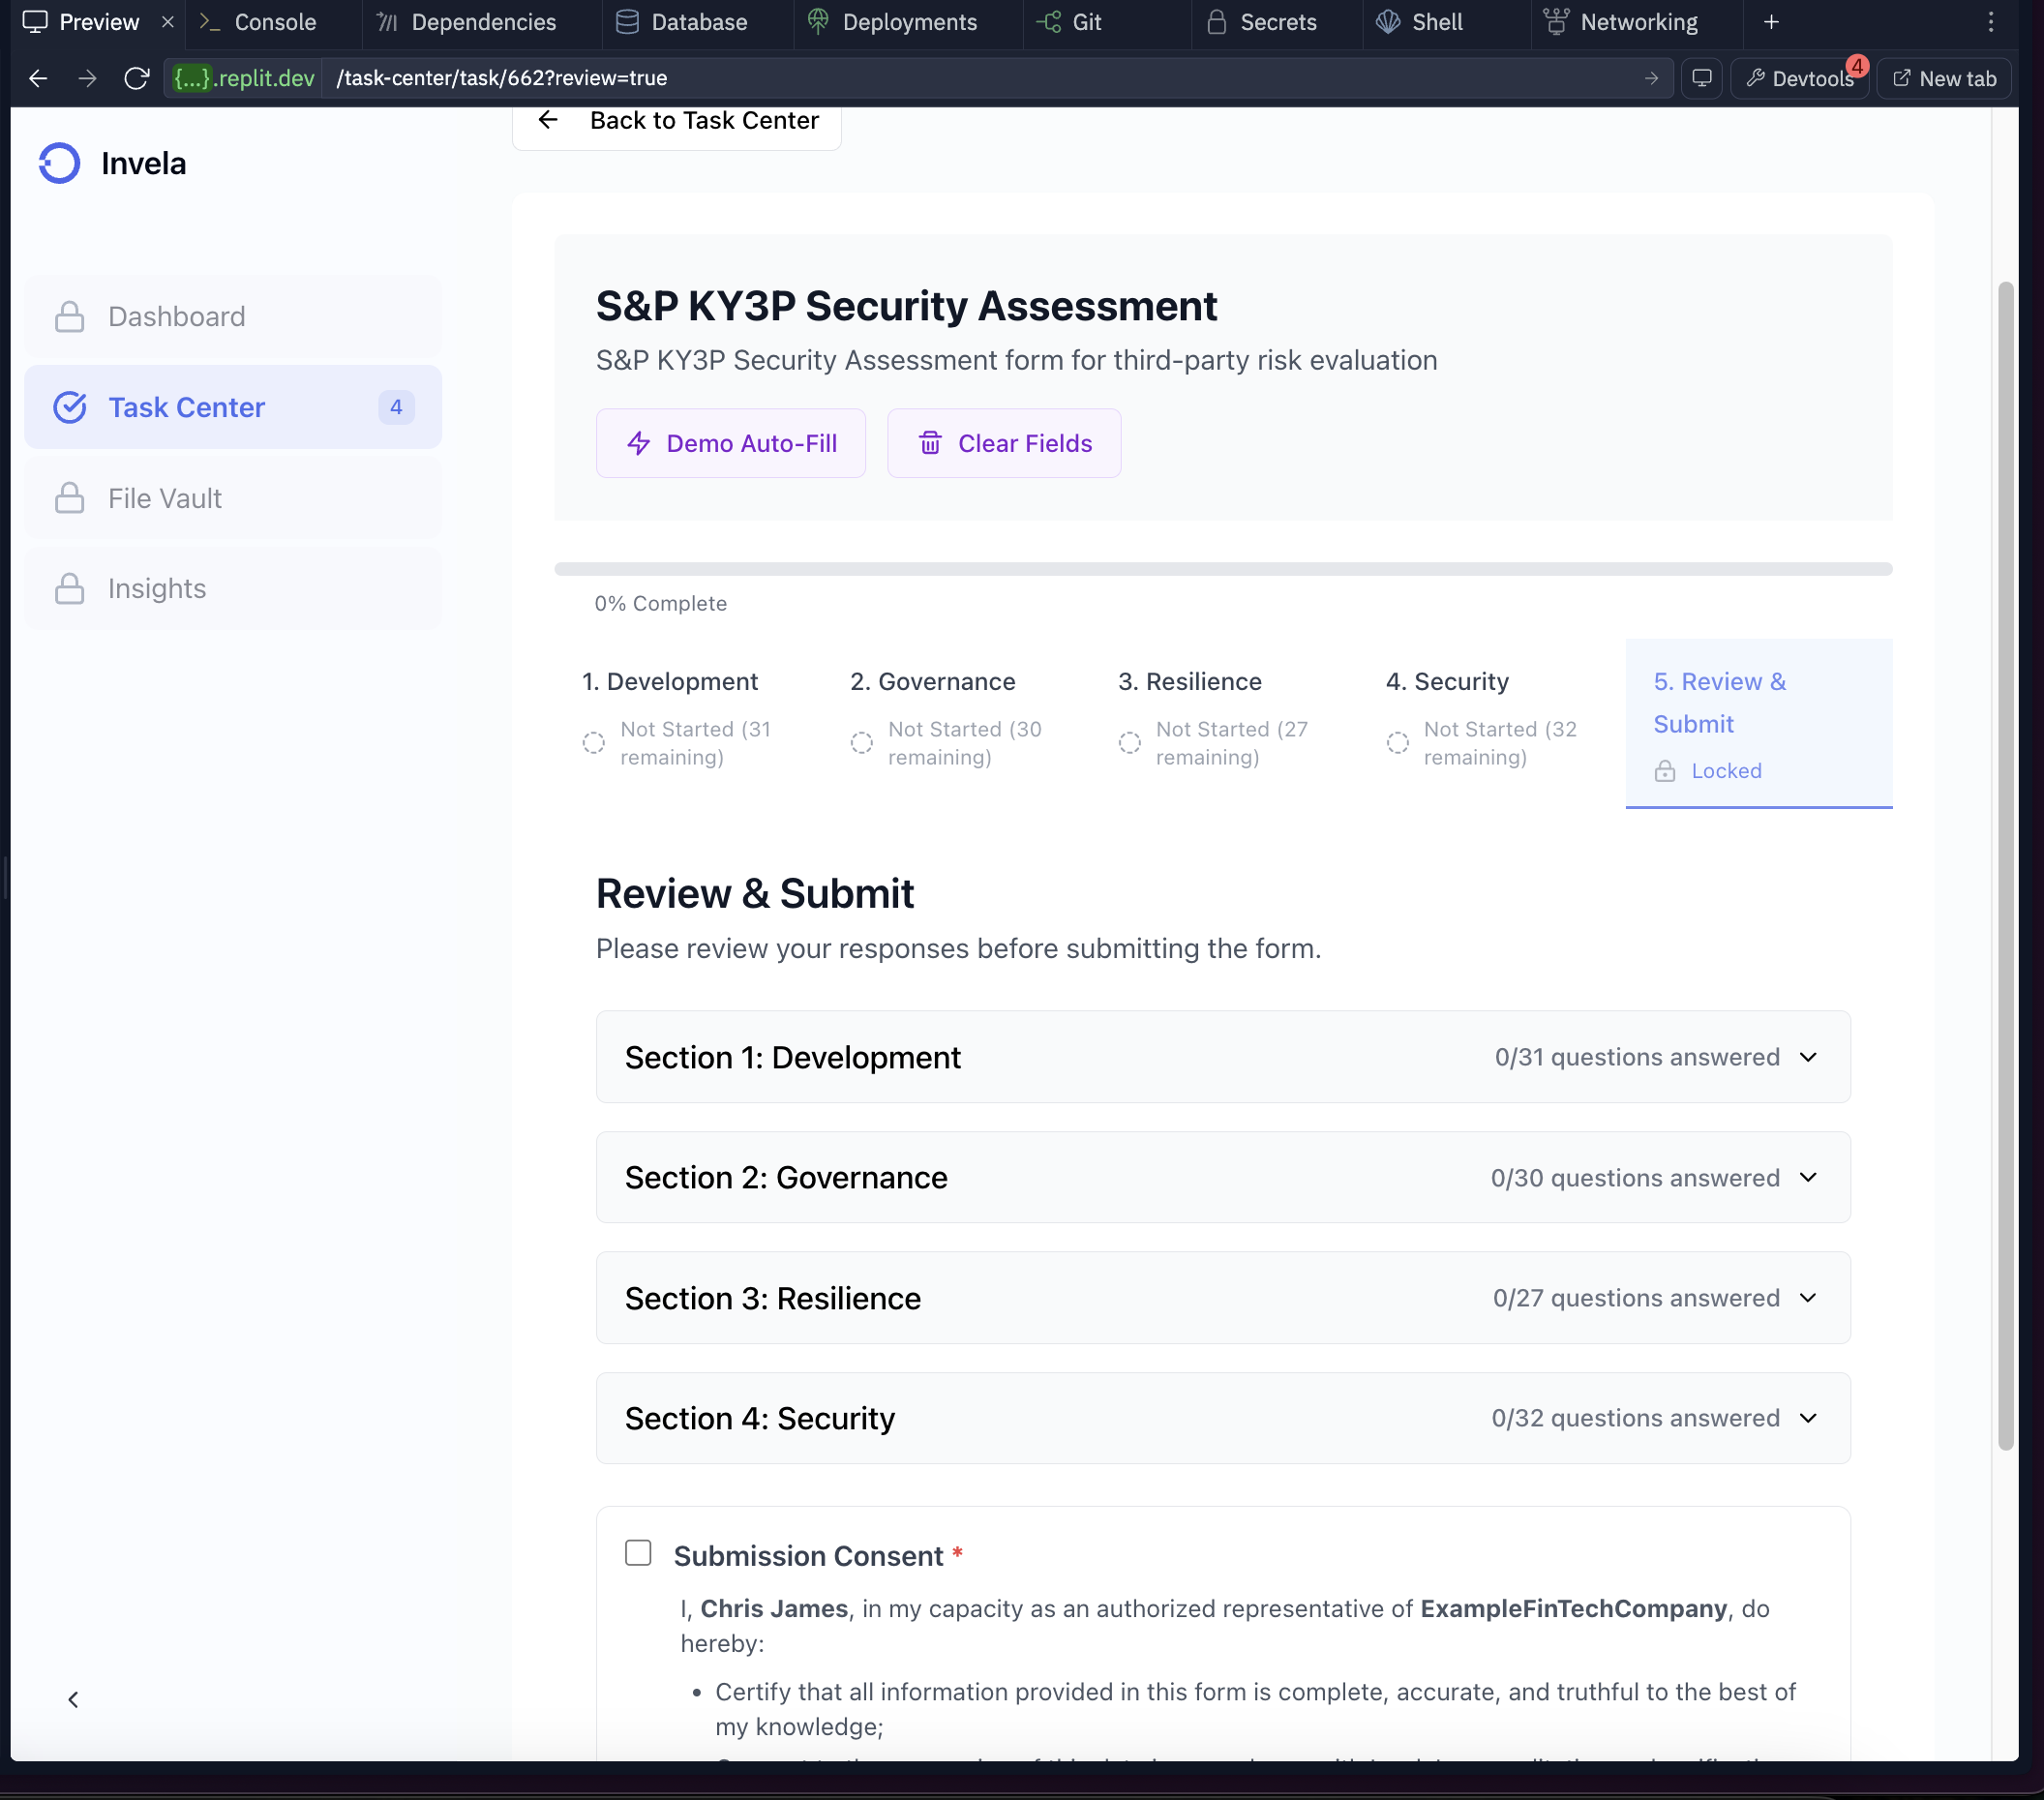 Preview × Console Dependencies Database Deployments Git Secrets Shell Networking +
{...}.replit.dev /task-center/task/662?review=true Devtools 4 New tab
Back to Task Center
Invela
Dashboard
Task Center 4
File Vault
Insights
S&P KY3P Security Assessment
S&P KY3P Security Assessment form for third-party risk evaluation
Demo Auto-Fill Clear Fields
0% Complete
1. Development
Not Started (31
remaining)
2. Governance
Not Started (30
remaining)
3. Resilience
Not Started (27
remaining)
4. Security
Not Started (32
remaining)
5. Review &
Submit
Locked
Review & Submit
Please review your responses before submitting the form.
Section 1: Development 0/31 questions answered
Section 2: Governance 0/30 questions answered
Section 3: Resilience 0/27 questions answered
Section 4: Security 0/32 questions answered
Submission Consent *
I, Chris James, in my capacity as an authorized representative of ExampleFinTechCompany, do
hereby:
• Certify that all information provided in this form is complete, accurate, and truthful to the best of
my knowledge;